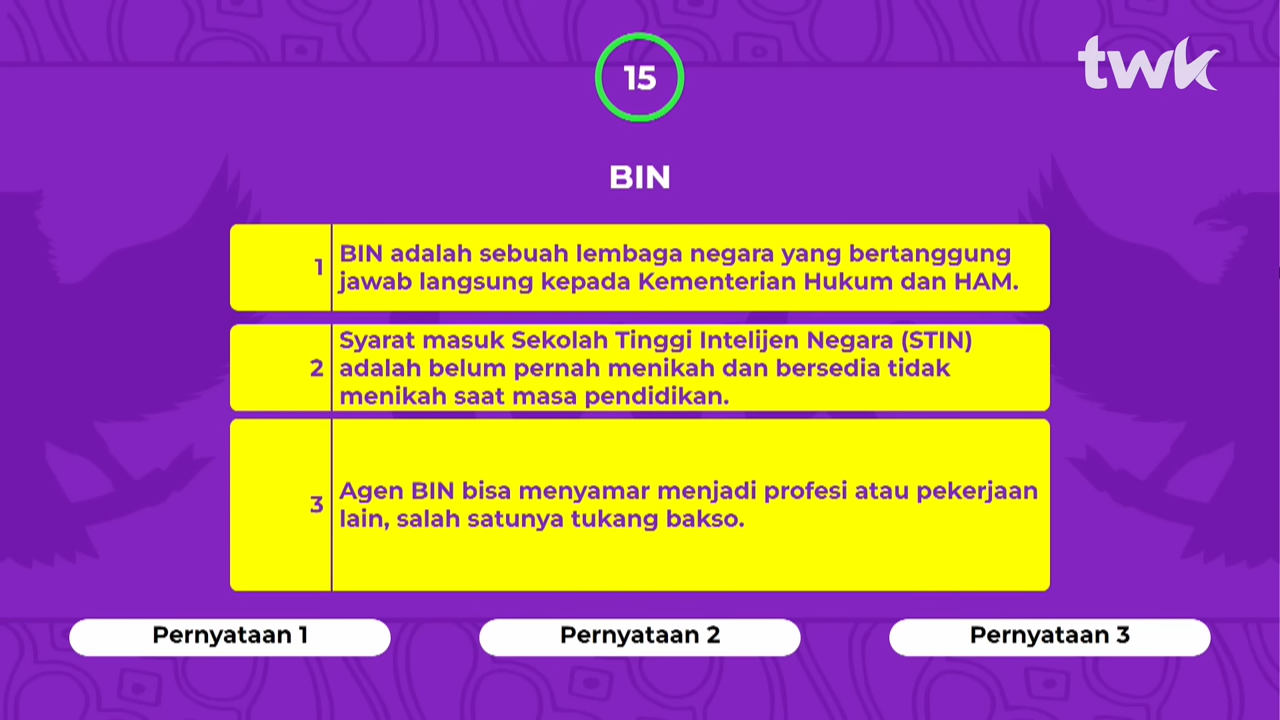 15
twk
BIN
1
BIN adalah sebuah lembaga negara yang bertanggung
jawab langsung kepada Kementerian Hukum dan HAM.
2
Syarat masuk Sekolah Tinggi Intelijen Negara (STIN)
adalah belum pernah menikah dan bersedia tidak
menikah saat masa pendidikan.
3
Agen BIN bisa menyamar menjadi profesi atau pekerjaan
lain, salah satunya tukang bakso.
Pernyataan 1
Pernyataan 2
Pernyataan 3